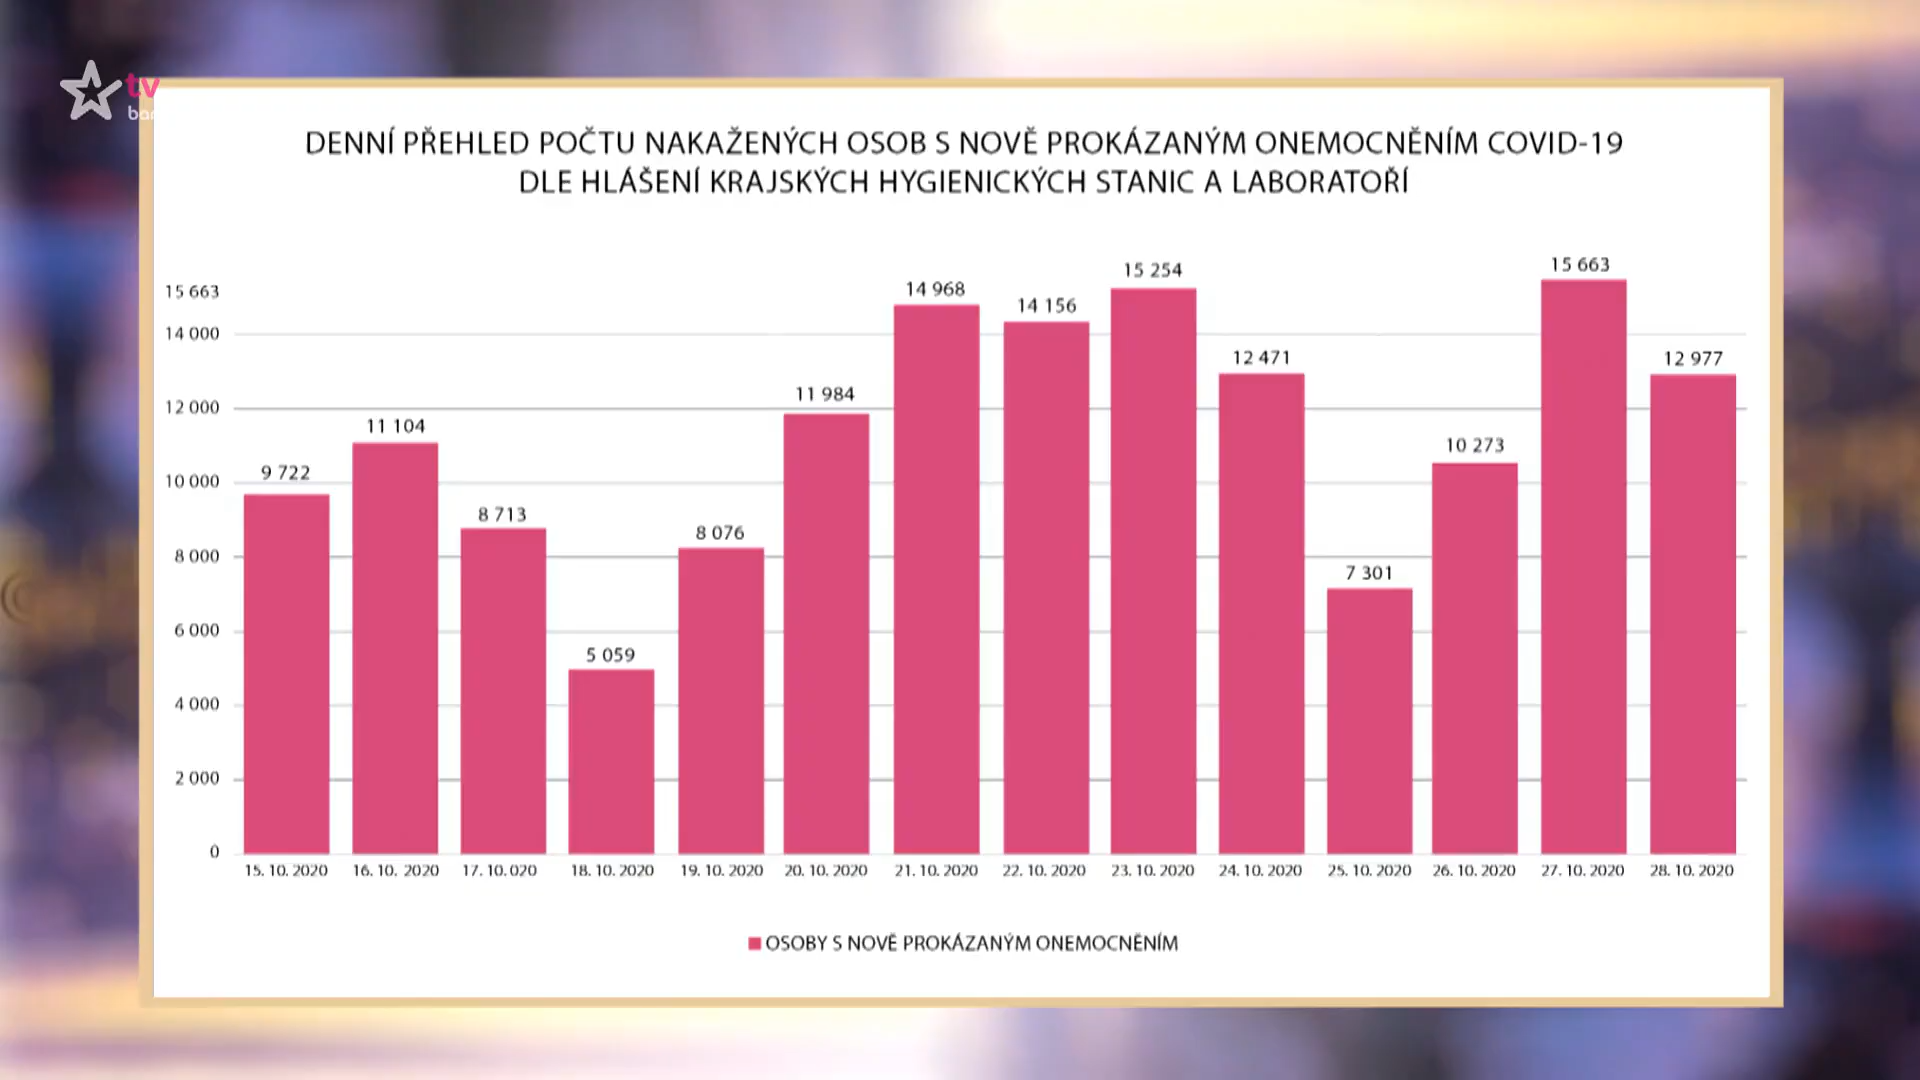 tv
DENNÍ PŘEHLED POČTU NAKAŽENÝCH OSOB S NOVĚ PROKÁZANÝM ONEMOCNĚNÍM COVID-19
DLE HLÁŠENÍ KRAJSKÝCH HYGIENICKÝCH STANIC A LABORATOŘÍ
15 663
14 000
12 000
10 000
8 000
6 000
4 000
2 000
0
9 722
11 104
8 713
5 059
8 076
11 984
14 968
14 156
15 254
12 471
7 301
10 273
15 663
12 977
15. 10. 2020
16. 10. 2020
17. 10. 020
18. 10. 2020
19. 10. 2020
20. 10. 2020
21. 10. 2020
22. 10. 2020
23. 10. 2020
24. 10. 2020
25. 10. 2020
26. 10. 2020
27. 10. 2020
28. 10. 2020
OSOBY S NOVĚ PROKÁZANÝM ONEMOCNĚNÍM